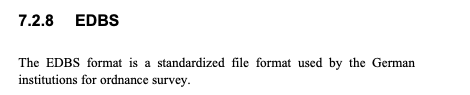 7.2.8 EDBS
The EDBS format is a standardized file format used by the German
institutions for ordnance survey.